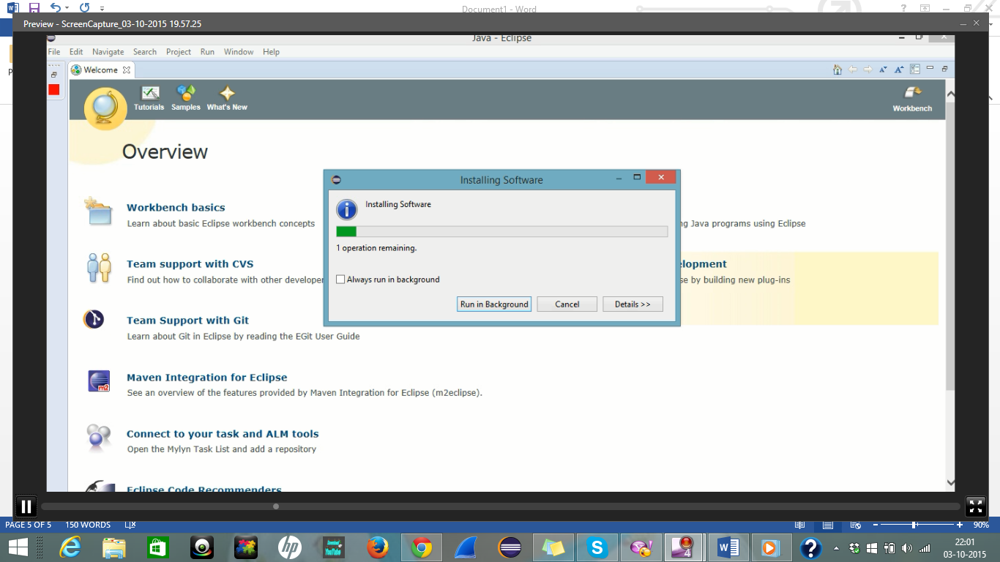 Document1 - Word
Preview - ScreenCapture_03-10-2015 19.57.25
Java - Eclipse
File Edit Navigate Search Project Run Window Help
Welcome
Tutorials Samples What's New Workbench
Overview
Installing Software
Installing Software
1 operation remaining.
Always run in background
Run in Background Cancel Details >>
Workbench basics
Learn about basic Eclipse workbench concepts
Java programs using Eclipse
Team support with CVS
Find out how to collaborate with other
by building new plug-ins
Team Support with Git
Learn about Git in Eclipse by reading the EGit User Guide
Maven Integration for Eclipse
See an overview of the features provided by Maven Integration for Eclipse (m2eclipse).
Connect to your task and ALM tools
Open the Mylyn Task List and add a repository
Eclipse Code Recommenders
PAGE 5 OF 5 150 WORDS 90%
22:01
03-10-2015